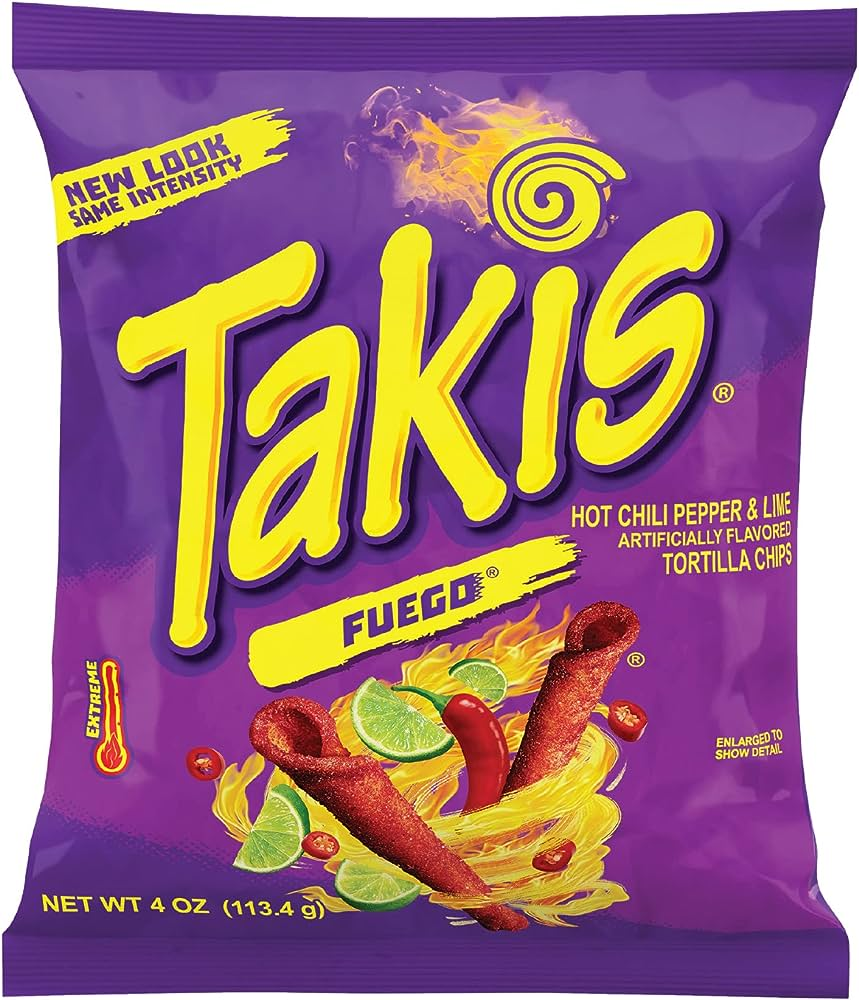 NEW LOOK
SAME INTENSITY
Takis®
HOT CHILI PEPPER & LIME
ARTIFICIALLY FLAVORED
TORTILLA CHIPS
FUEGO®
®
EXTREME
ENLARGED TO
SHOW DETAIL
NET WT 4 OZ (113.4 g)